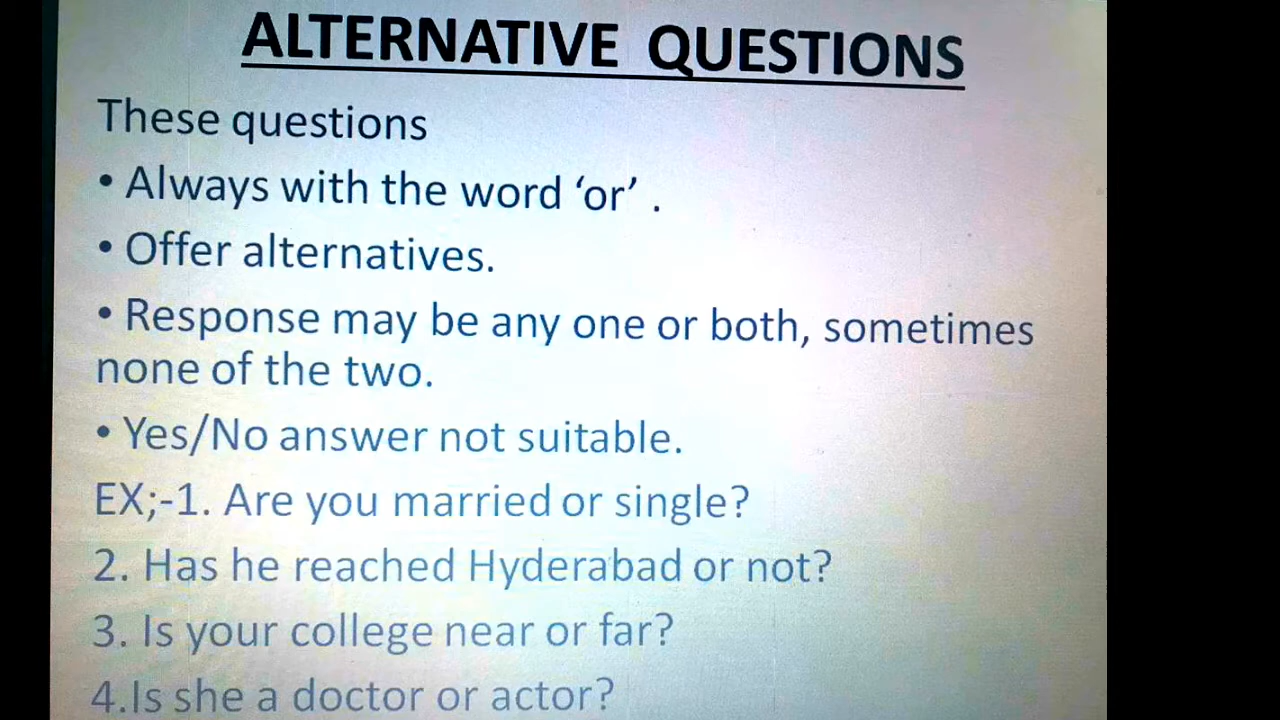 ALTERNATIVE QUESTIONS
These questions
• Always with the word ‘or’ .
• Offer alternatives.
• Response may be any one or both, sometimes
none of the two.
• Yes/No answer not suitable.
EX;-1. Are you married or single?
2. Has he reached Hyderabad or not?
3. Is your college near or far?
4.Is she a doctor or actor?